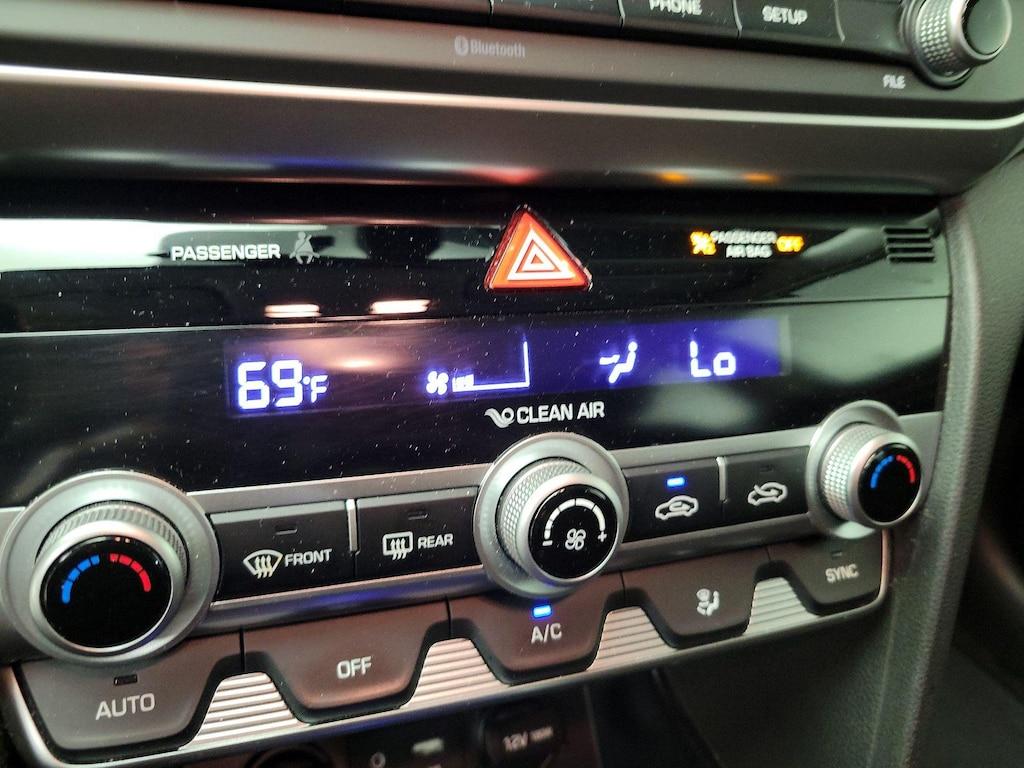 PHONE
SETUP
Bluetooth
FILE
PASSENGER
PASSENGER
AIR BAG
OFF
69°F
Lo
CLEAN AIR
FRONT
REAR
- +
A/C
SYNC
OFF
AUTO
12V